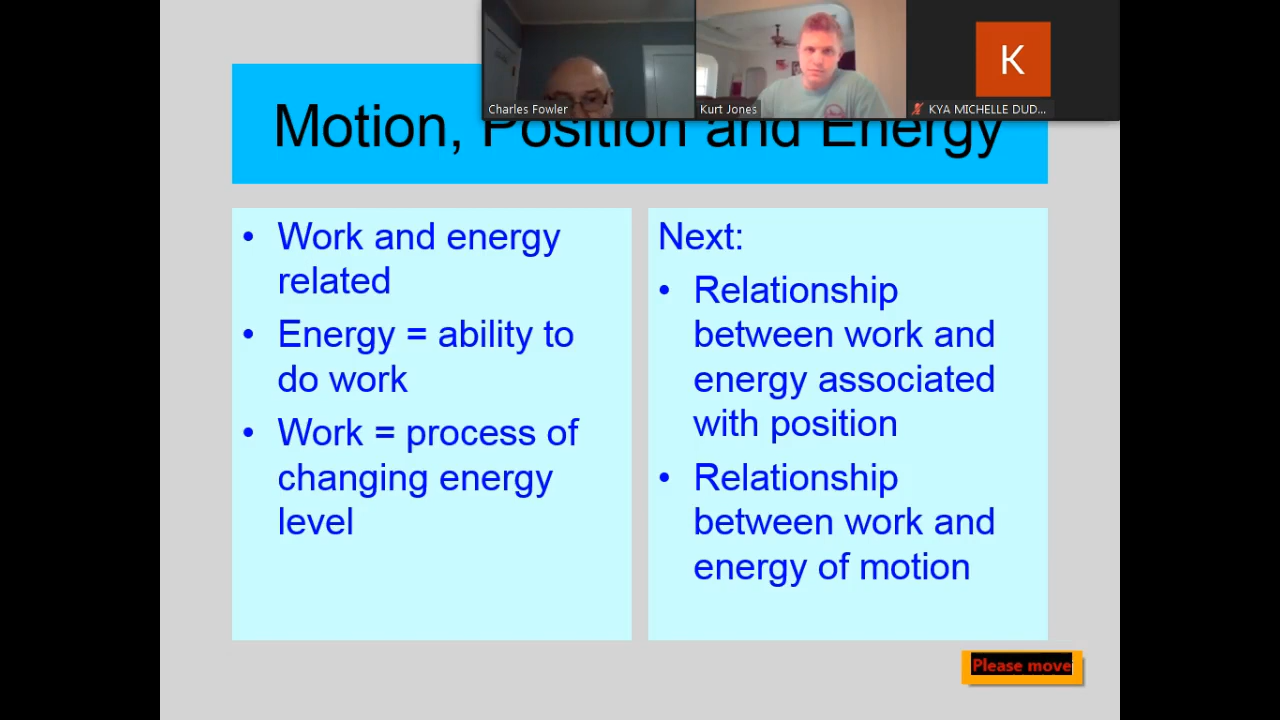 K
Charles Fowler
Kurt Jones
KYA MICHELLE DUD...
Motion, Position and Energy
• Work and energy
related
• Energy = ability to
do work
• Work = process of
changing energy
level
Next:
• Relationship
between work and
energy associated
with position
• Relationship
between work and
energy of motion
Please move